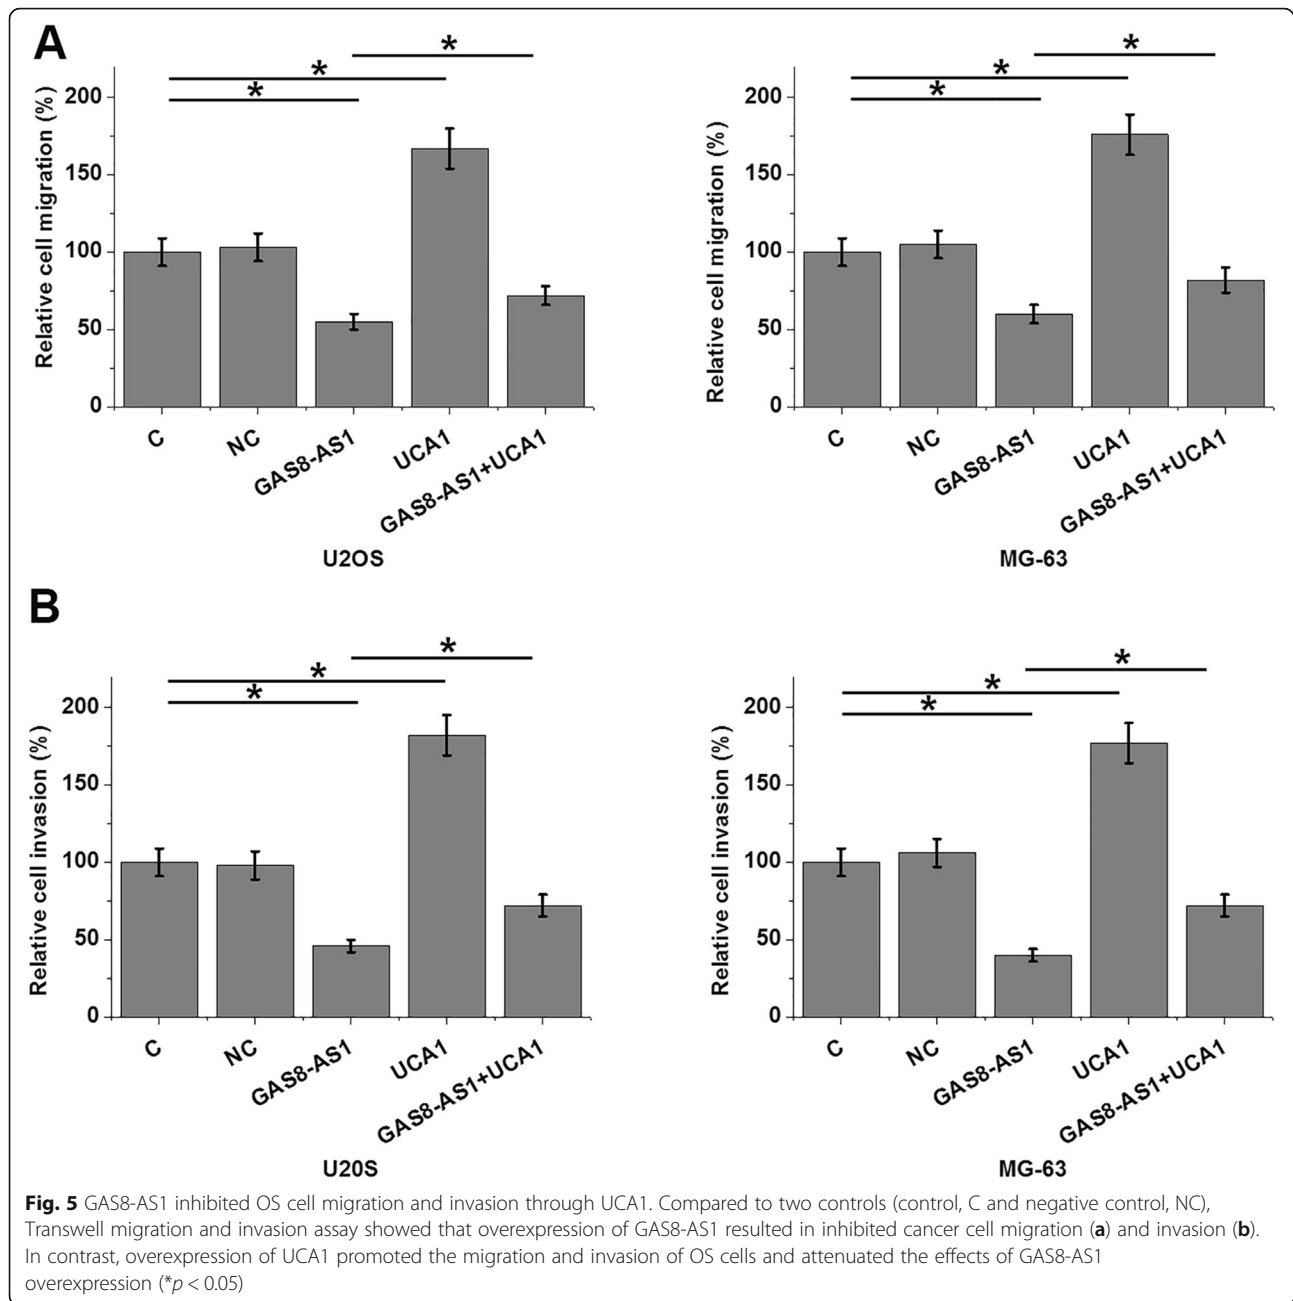 A
*
*
*
*
*
*
Relative cell migration (%)
200
150
100
50
0
C
NC
GAS8-AS1
UCA1
GAS8-AS1+UCA1
U2OS
Relative cell migration (%)
200
150
100
50
0
C
NC
GAS8-AS1
UCA1
GAS8-AS1+UCA1
MG-63
B
*
*
*
*
*
*
Relative cell invasion (%)
200
150
100
50
0
C
NC
GAS8-AS1
UCA1
GAS8-AS1+UCA1
U20S
Relative cell invasion (%)
200
150
100
50
0
C
NC
GAS8-AS1
UCA1
GAS8-AS1+UCA1
MG-63
Fig. 5 GAS8-AS1 inhibited OS cell migration and invasion through UCA1. Compared to two controls (control, C and negative control, NC),
Transwell migration and invasion assay showed that overexpression of GAS8-AS1 resulted in inhibited cancer cell migration (a) and invasion (b).
In contrast, overexpression of UCA1 promoted the migration and invasion of OS cells and attenuated the effects of GAS8-AS1
overexpression (*p < 0.05)